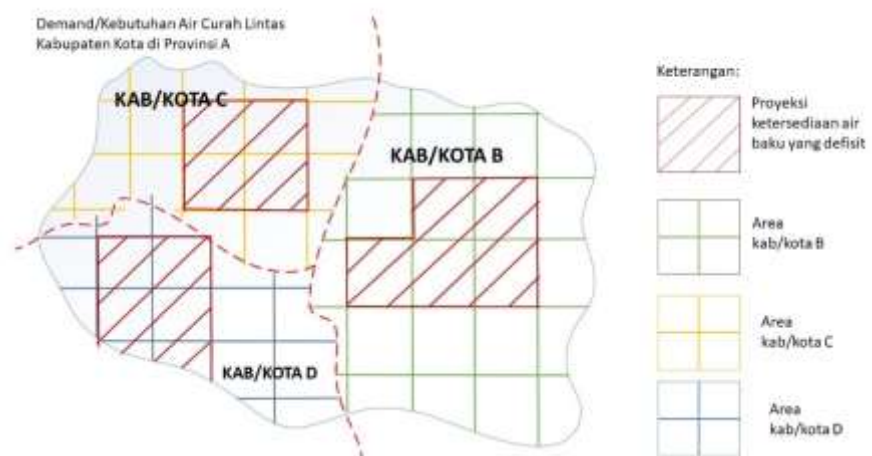 Demand/Kebutuhan Air Curah Lintas
Kabupaten Kota di Provinsi A
KAB/KOTA C
KAB/KOTA B
KAB/KOTA D
Keterangan:
Proyeksi
ketersediaan air
baku yang defisit
Area
kab/kota B
Area
kab/kota C
Area
kab/kota D